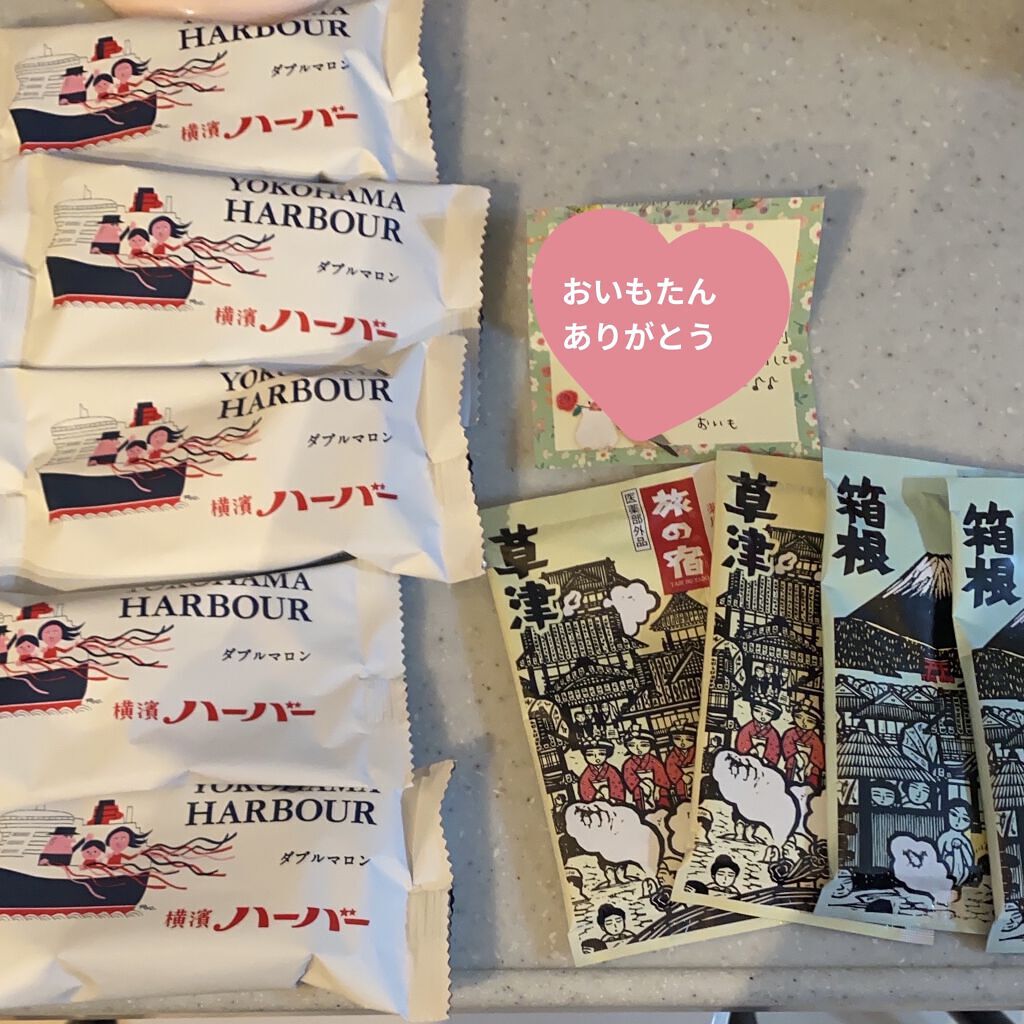 HARBOUR
ダブルマロン
横濱 ハーバー
YOKOHAMA
HARBOUR
ダブルマロン
横濱 ハーバー
HARBOUR
ダブルマロン
横濱 ハーバー
HARBOUR
ダブルマロン
横濱 ハーバー
YOKOHAMA
HARBOUR
ダブルマロン
横濱 ハーバー
おいもたん
ありがとう
して
♪♪
おいも
草津
医薬部外品
旅の宿
TABI NO YADO
草津
箱根
箱根